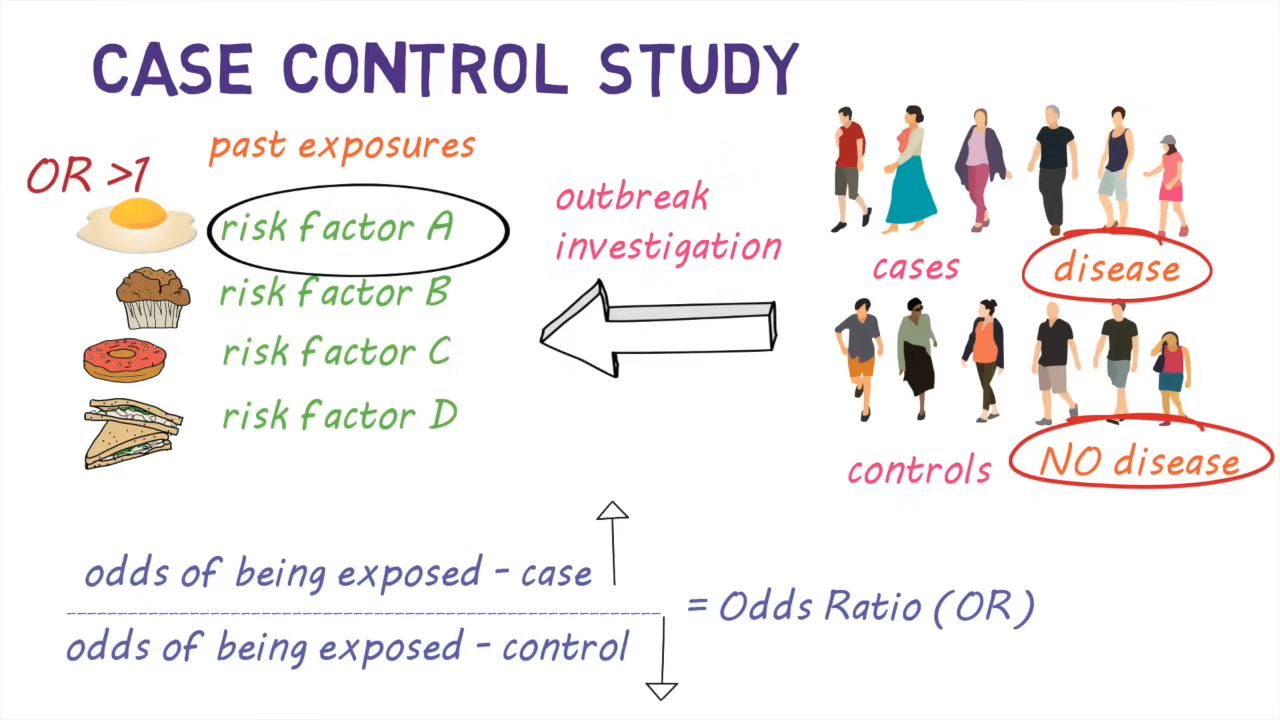 CASE CONTROL STUDY
past exposures
OR >1
risk factor A
risk factor B
risk factor C
risk factor D
outbreak
investigation
cases
disease
controls
NO disease
odds of being exposed - case
odds of being exposed - control
= Odds Ratio (OR)